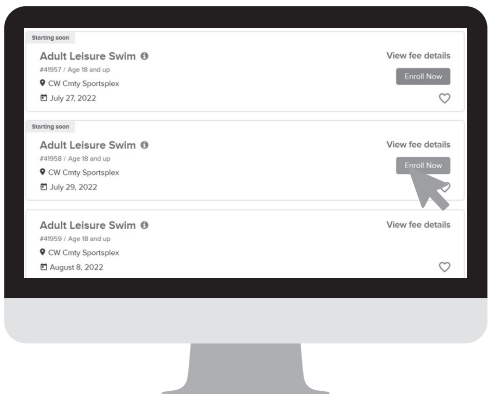 Starting soon
Adult Leisure Swim
View fee details
#41957 / Age 18 and up
Enroll Now
CW Cmty Sportsplex
July 27, 2022
Starting soon
Adult Leisure Swim
View fee details
#41958 / Age 18 and up
Enroll Now
CW Cmty Sportsplex
July 29, 2022
Adult Leisure Swim
View fee details
#41959 / Age 18 and up
CW Cmty Sportsplex
August 8, 2022